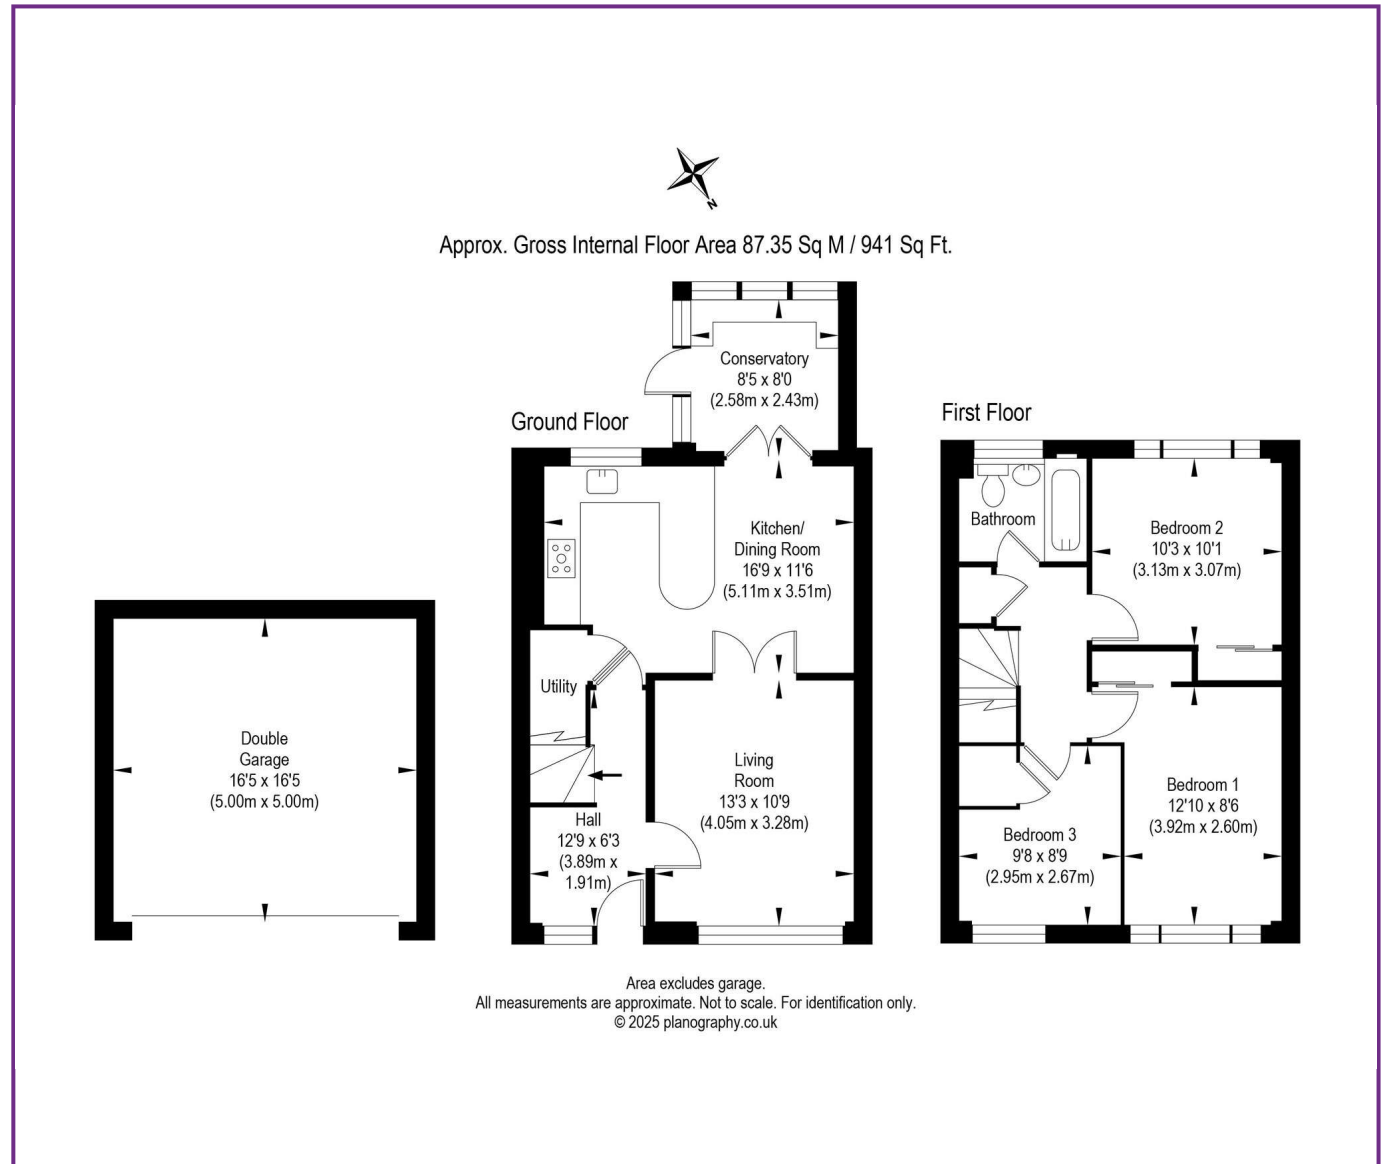 N
Approx. Gross Internal Floor Area 87.35 Sq M / 941 Sq Ft.
Conservatory
8'5 x 8'0
(2.58m x 2.43m)
Ground Floor
First Floor
Kitchen/
Dining Room
16'9 x 11'6
(5.11m x 3.51m)
Bathroom
Bedroom 2
10'3 x 10'1
(3.13m x 3.07m)
Utility
Double
Garage
16'5 x 16'5
(5.00m x 5.00m)
Living
Room
13'3 x 10'9
(4.05m x 3.28m)
Hall
12'9 x 6'3
(3.89m x
1.91m)
Bedroom 1
12'10 x 8'6
(3.92m x 2.60m)
Bedroom 3
9'8 x 8'9
(2.95m x 2.67m)
Area excludes garage.
All measurements are approximate. Not to scale. For identification only.
© 2025 planography.co.uk